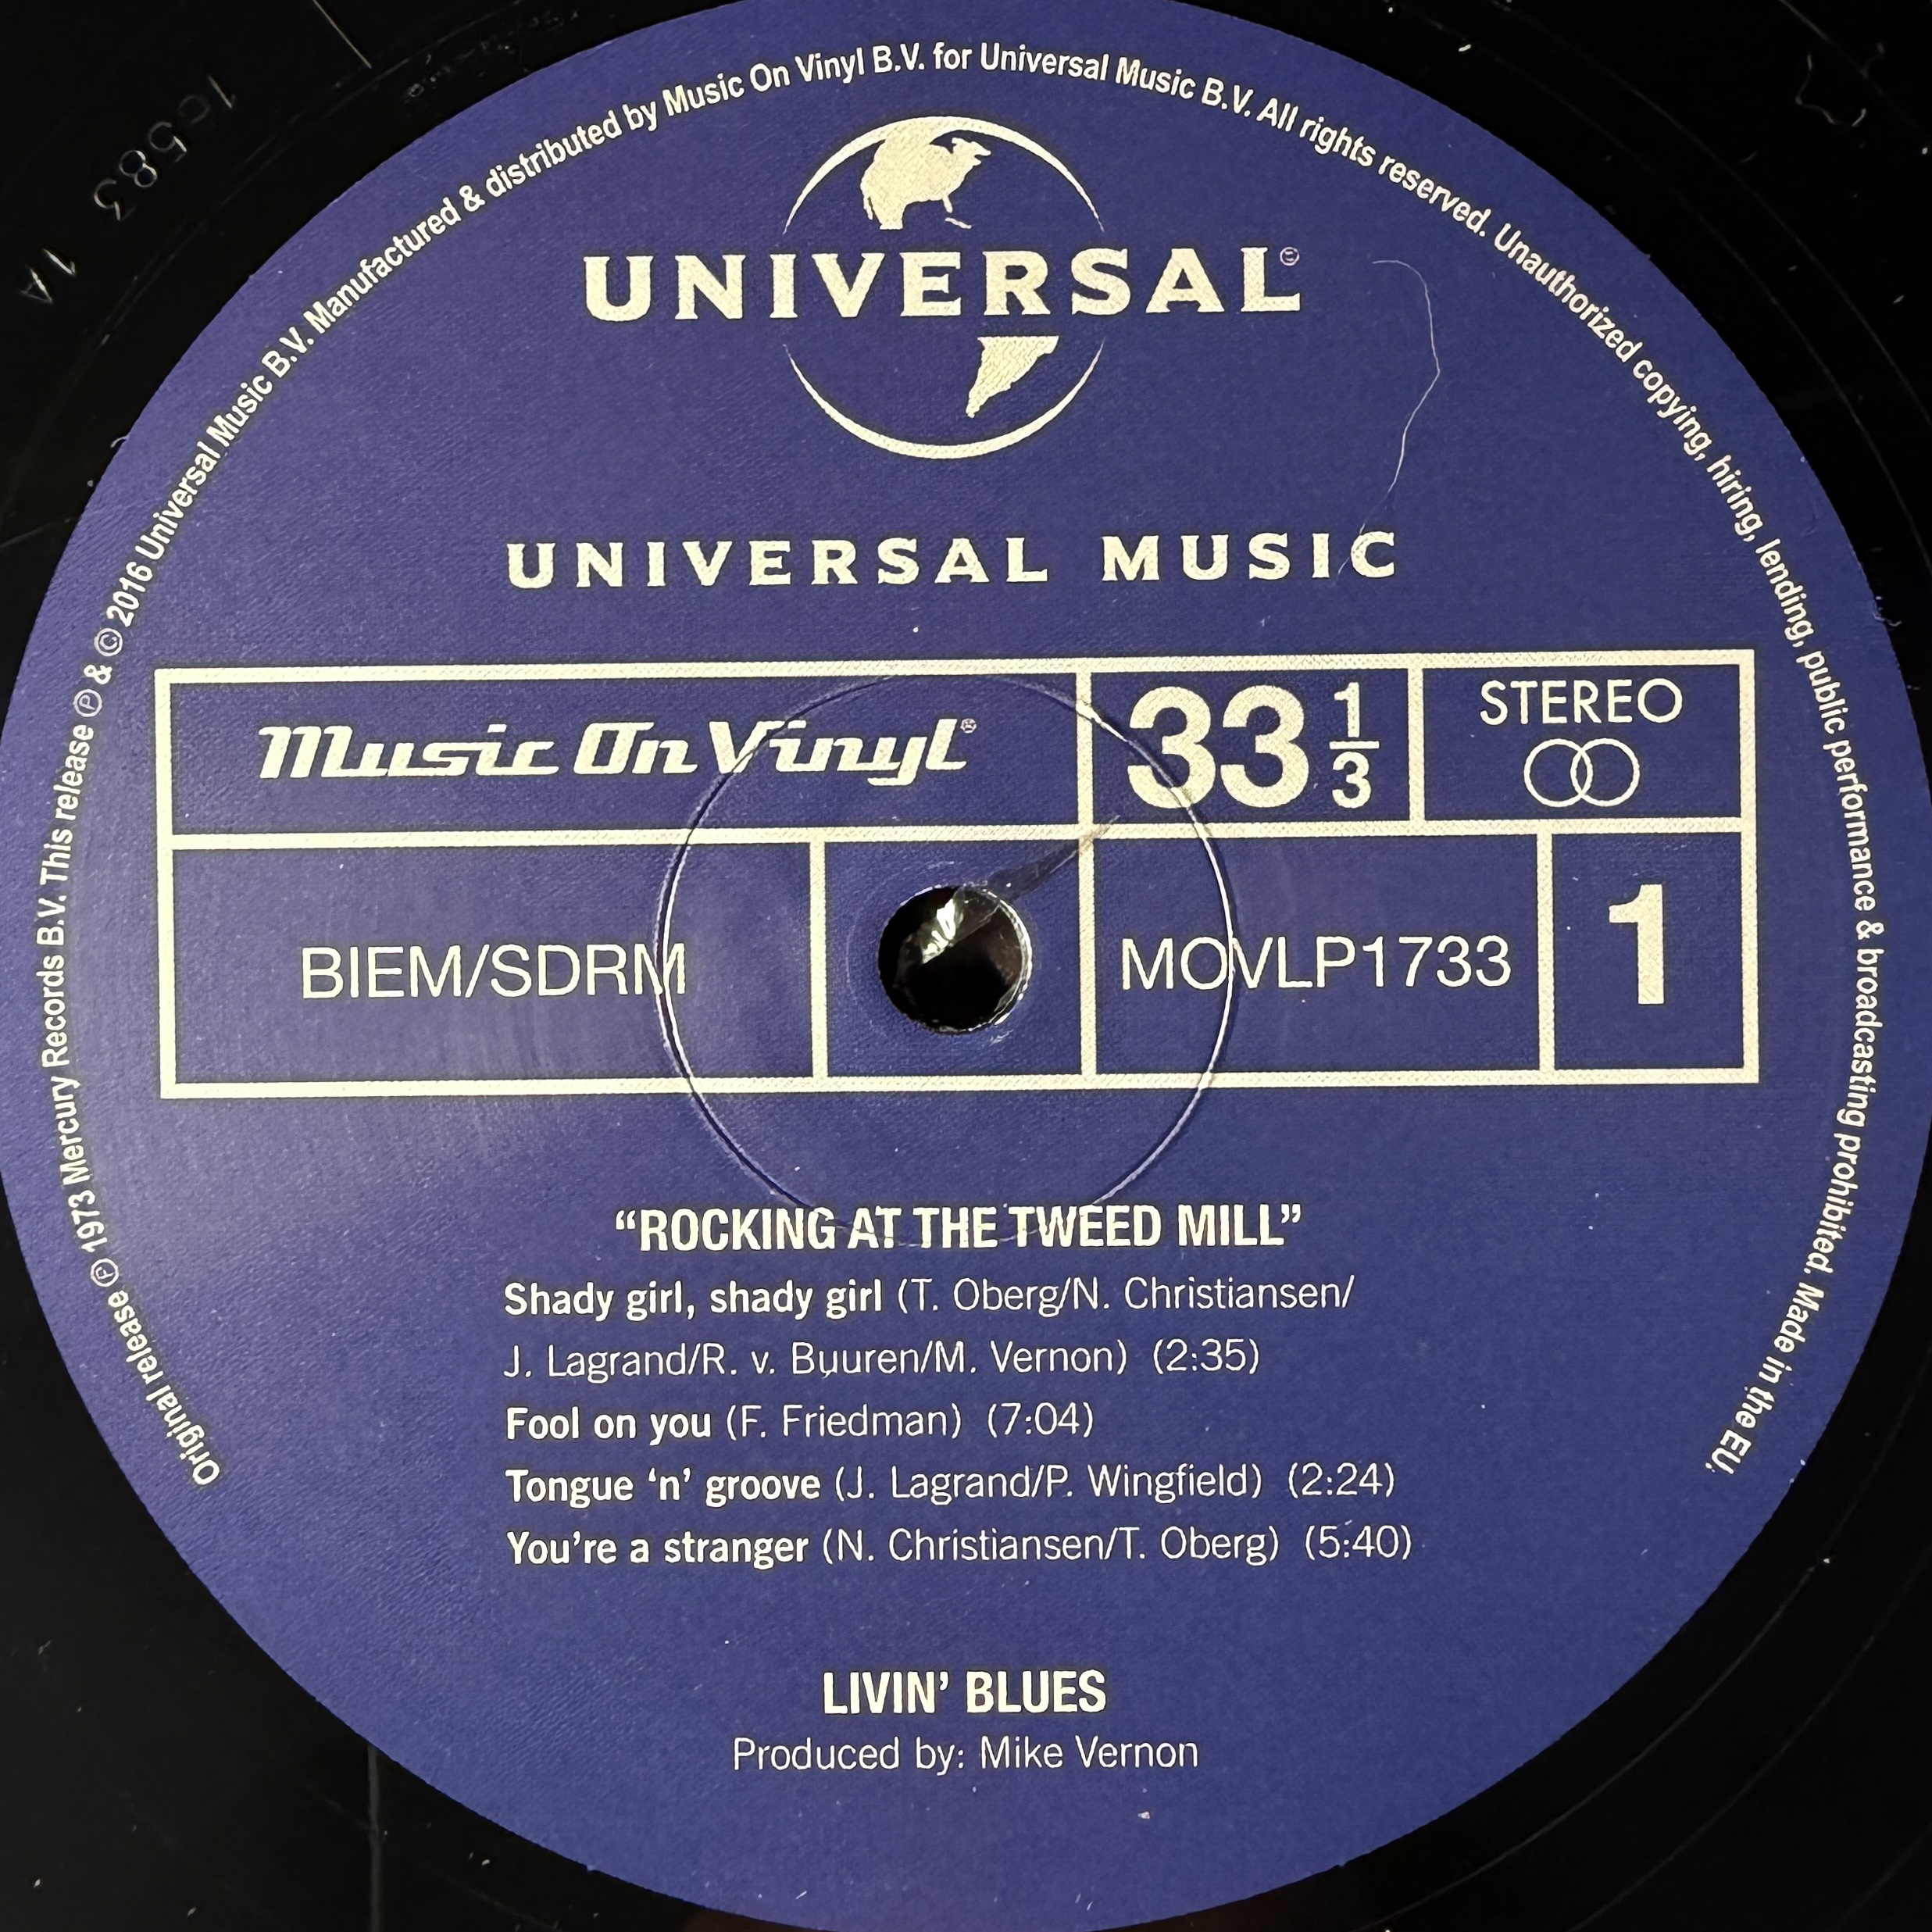 Original release ℗ 1973 Mercury Records B.V. This release ℗ & © 2016 Universal Music B.V. Manufactured & distributed by Music On Vinyl B.V. for Universal Music B.V. All rights reserved. Unauthorized copying, hiring, lending, public performance & broadcasting prohibited. Made in the EU.
UNIVERSAL
UNIVERSAL MUSIC
Music On Vinyl®
33 1/3
STEREO
BIEM/SDRM
MOVLP1733
1
“ROCKING AT THE TWEED MILL”
Shady girl, shady girl (T. Oberg/N. Christiansen/
J. Lagrand/R. v. Buuren/M. Vernon) (2:35)
Fool on you (F. Friedman) (7:04)
Tongue ‘n’ groove (J. Lagrand/P. Wingfield) (2:24)
You’re a stranger (N. Christiansen/T. Oberg) (5:40)
LIVIN’ BLUES
Produced by: Mike Vernon
1A